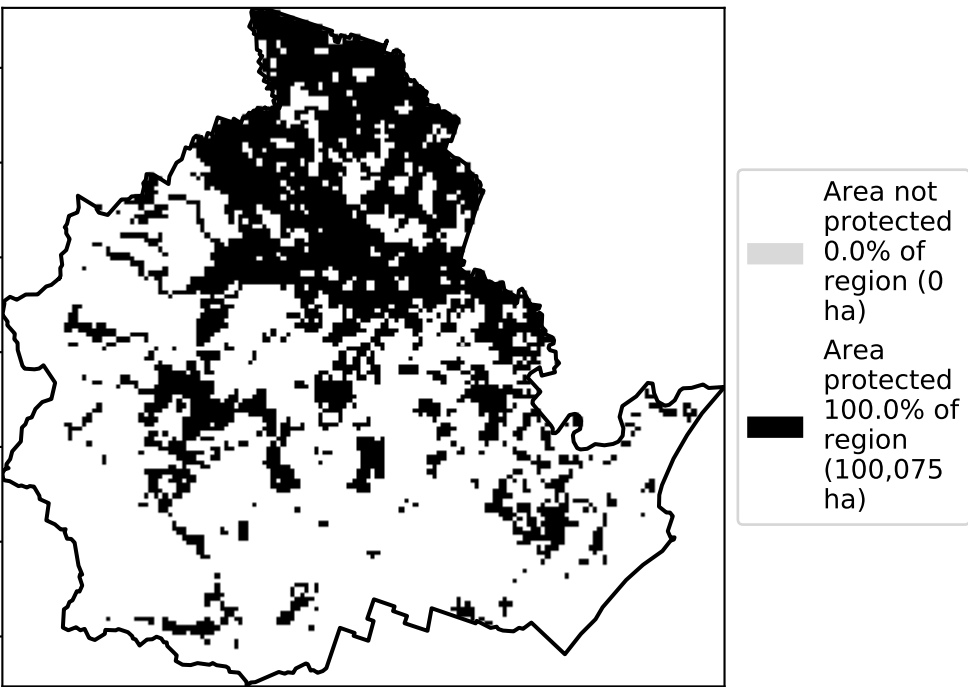 Area not
protected
0.0% of
region (0
ha)
Area
protected
100.0% of
region
(100,075
ha)